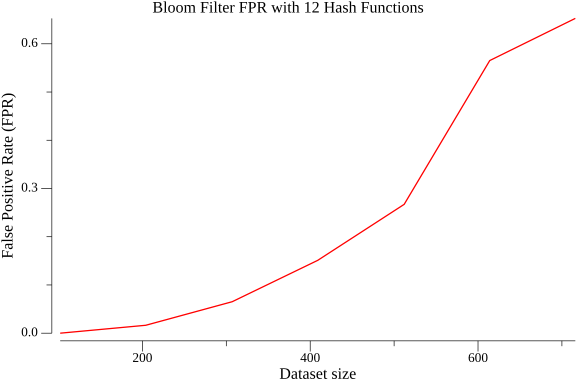 Bloom Filter FPR with 12 Hash Functions
False Positive Rate (FPR)
0.6
0.3
0.0
200
400
600
Dataset size